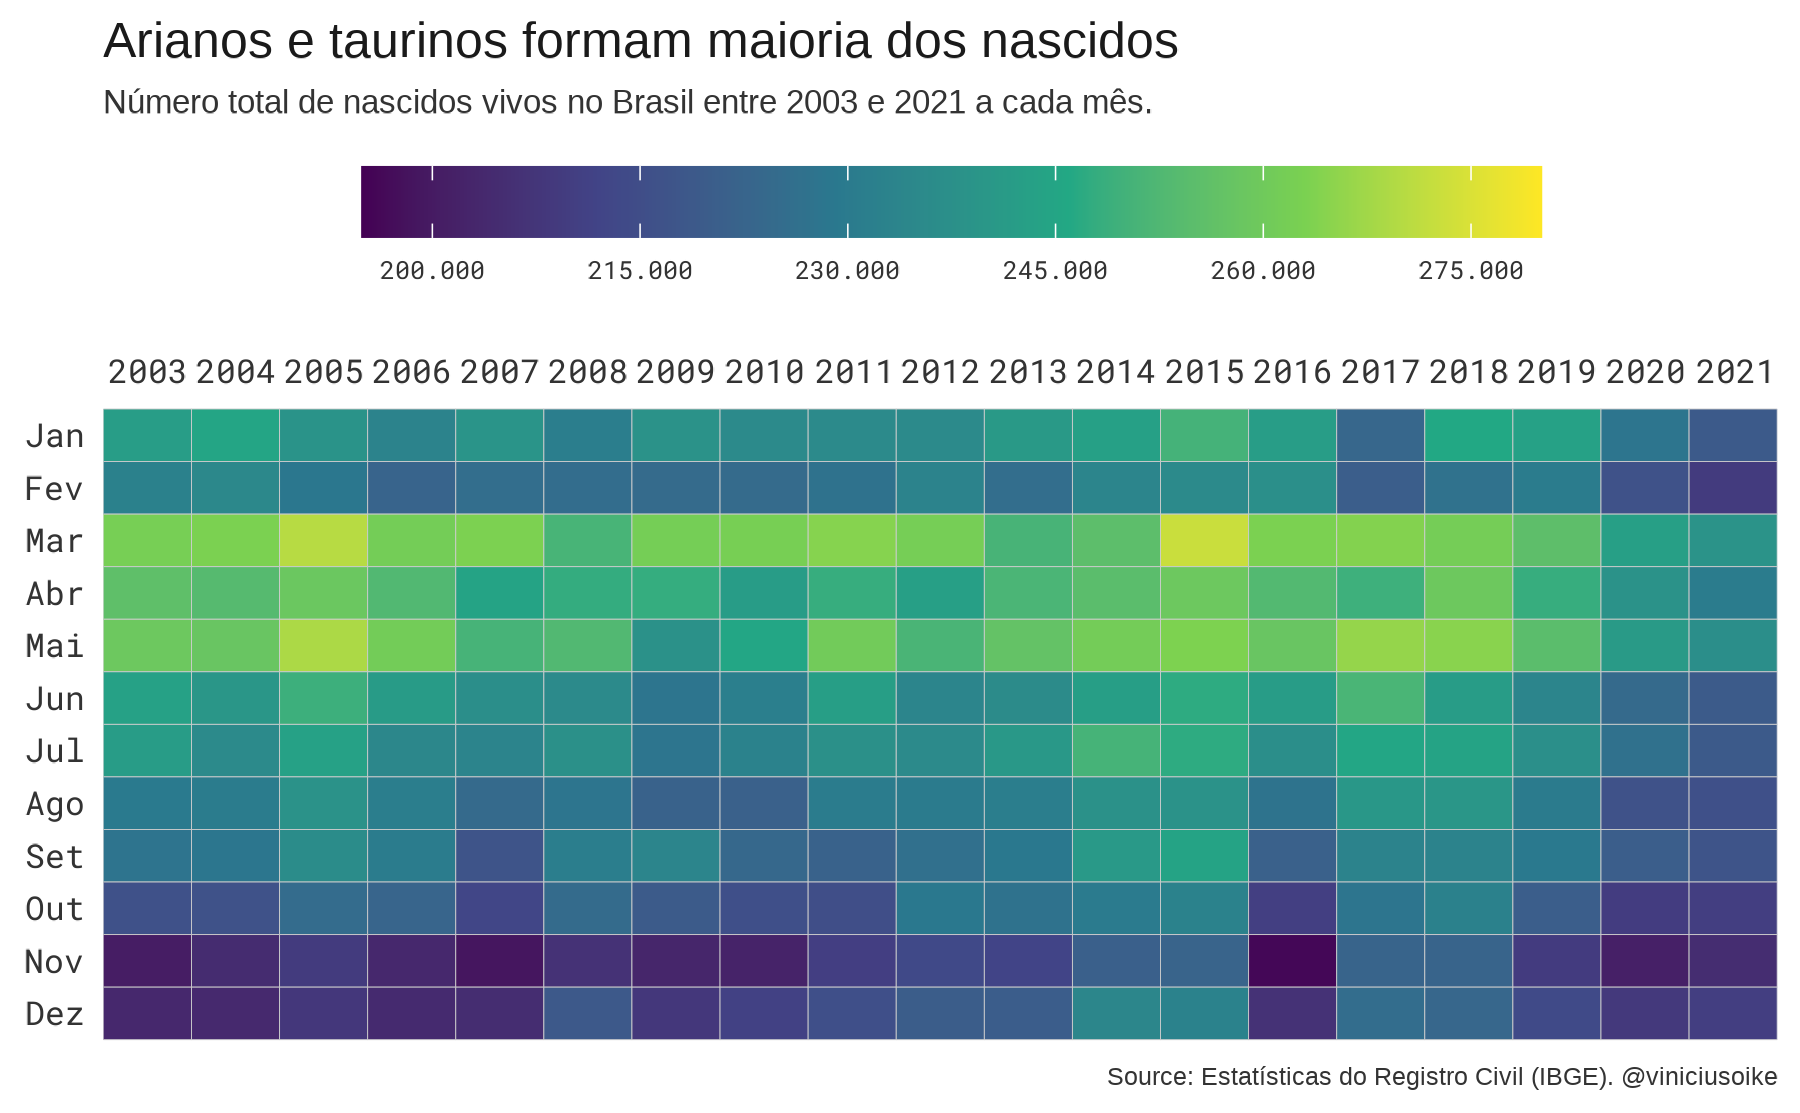 Arianos e taurinos formam maioria dos nascidos
Número total de nascidos vivos no Brasil entre 2003 e 2021 a cada mês.
200.000 215.000 230.000 245.000 260.000 275.000
2003 2004 2005 2006 2007 2008 2009 2010 2011 2012 2013 2014 2015 2016 2017 2018 2019 2020 2021
Jan
Fev
Mar
Abr
Mai
Jun
Jul
Ago
Set
Out
Nov
Dez
Source: Estatísticas do Registro Civil (IBGE). @viniciusoike